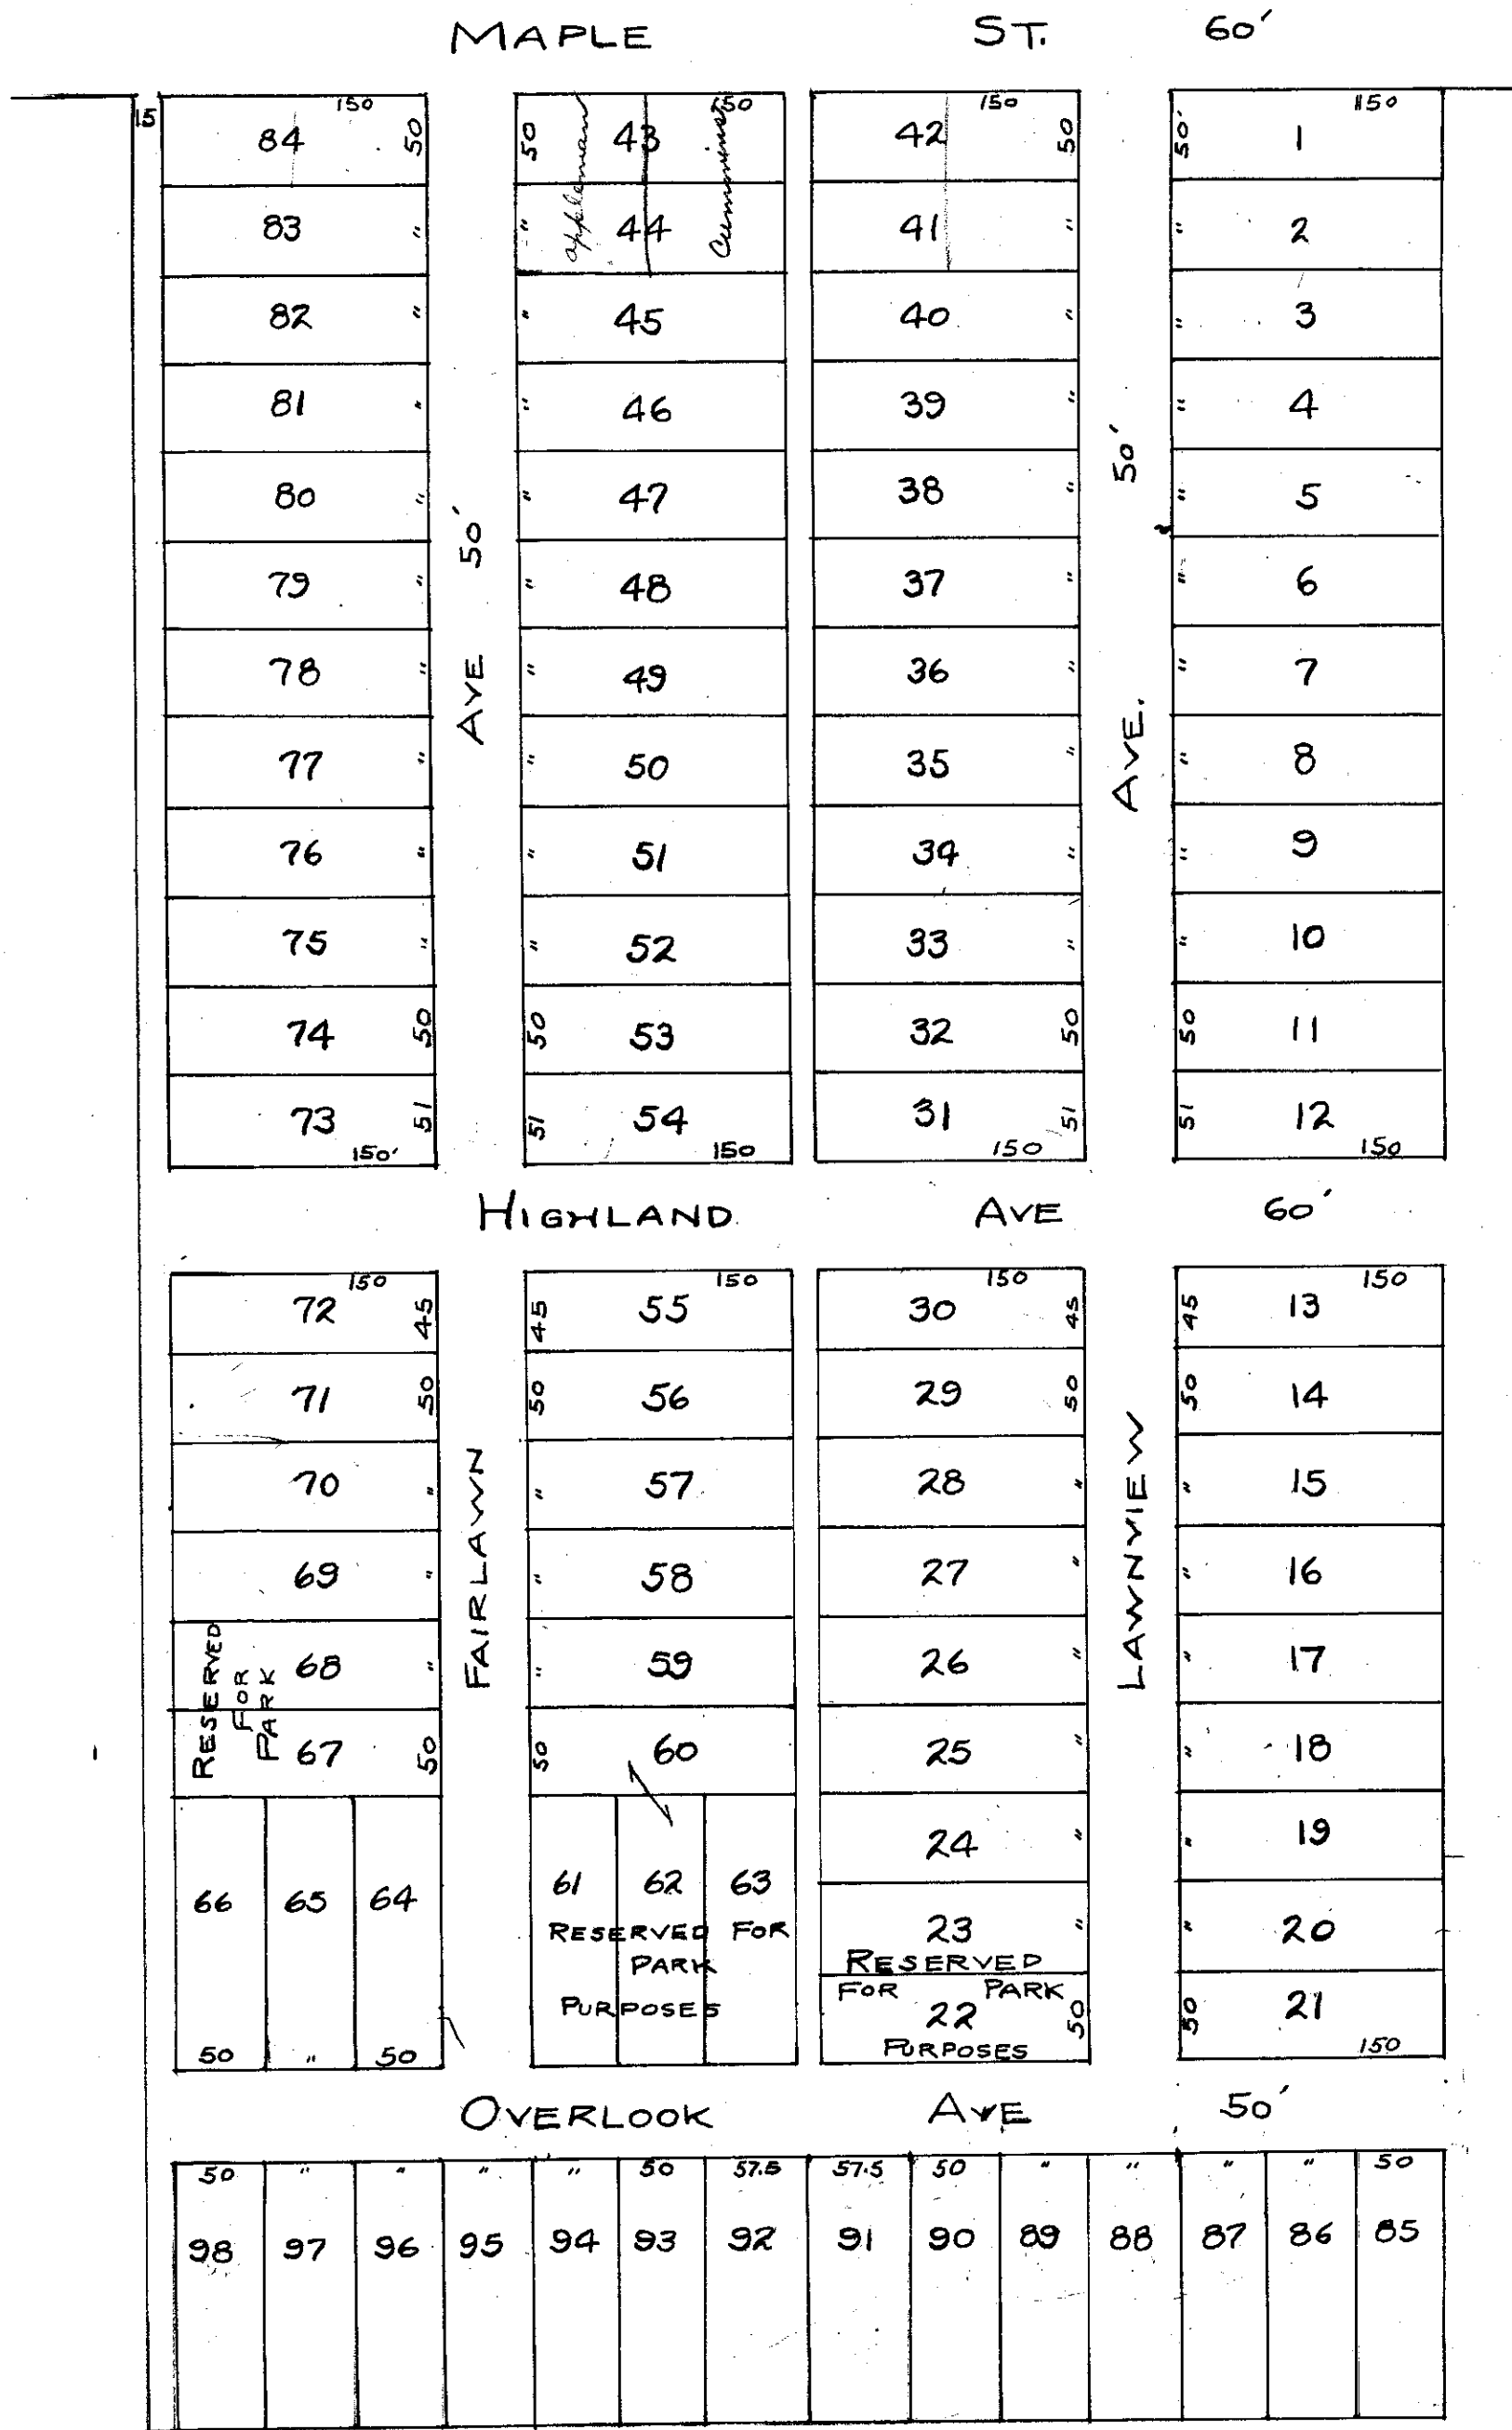 MAPLE ST. 60'
15 150 150 150 150
84 50 50 43 42 50 50' 1
appleman Cummins
83 " " 44 41 " " 2
82 " " 45 40 " " 3
81 " " 46 39 " " 4
80 " " 47 38 " " 5
79 " " 48 37 " " 6
78 " " 49 36 " " 7
77 " " 50 35 " " 8
76 " " 51 34 " " 9
75 " " 52 33 " " 10
74 50 50 53 32 50 50 11
73 51 51 54 31 51 51 12
150' 150 150 150
AVE 50'
AVE. 50'
HIGHLAND AVE 60'
150 150 150 150
72 45 45 55 30 45 45 13
71 50 50 56 29 50 50 14
70 " " 57 28 " " 15
69 " " 58 27 " " 16
68 " " 59 26 " " 17
67 50 50 60 25 " " 18
RESERVED
FOR
PARK
FAIRLAWN
LAWNVIEW
24 " " 19
66 65 64 61 62 63 23 " " 20
RESERVED FOR
PARK
PURPOSES
RESERVED
FOR PARK
22 50 50 21
PURPOSES
50 " 50 150
OVERLOOK AVE 50'
50 " " " " 50 57.5 57.5 50 " " " " 50
98 97 96 95 94 93 92 91 90 89 88 87 86 85